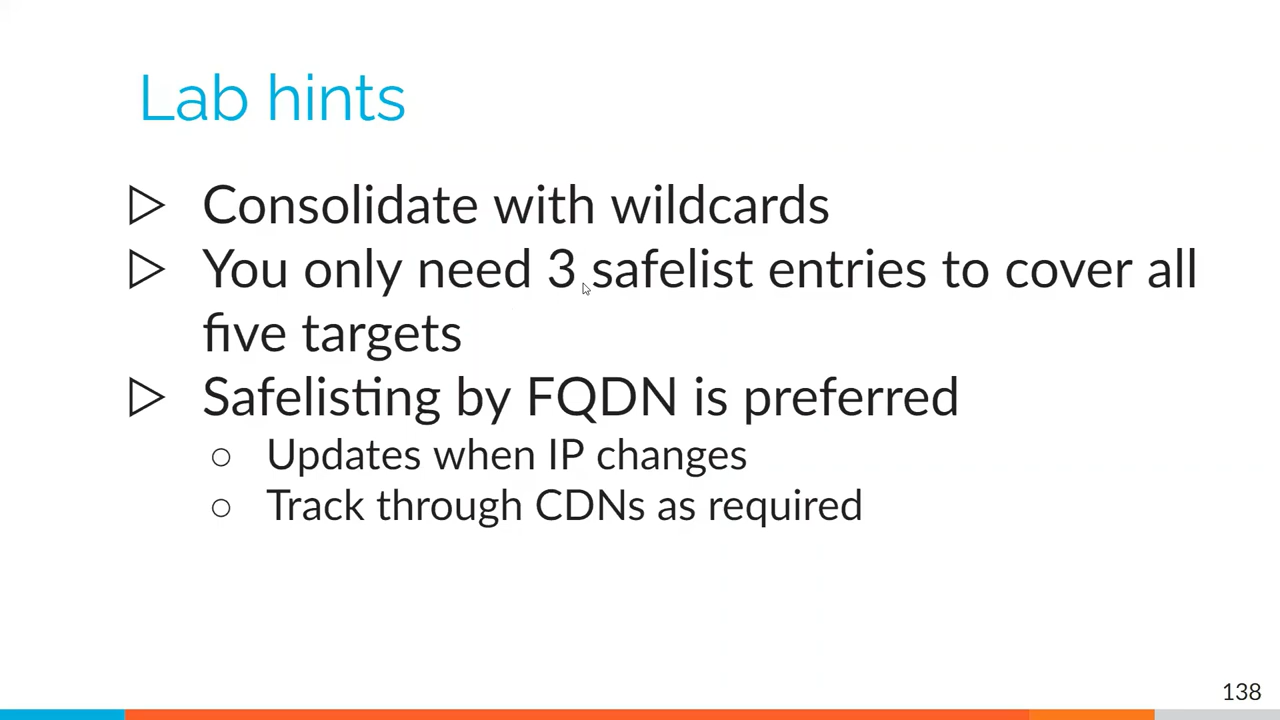 Lab hints
Consolidate with wildcards
You only need 3 safelist entries to cover all
five targets
Safelisting by FQDN is preferred
Updates when IP changes
Track through CDNs as required
138